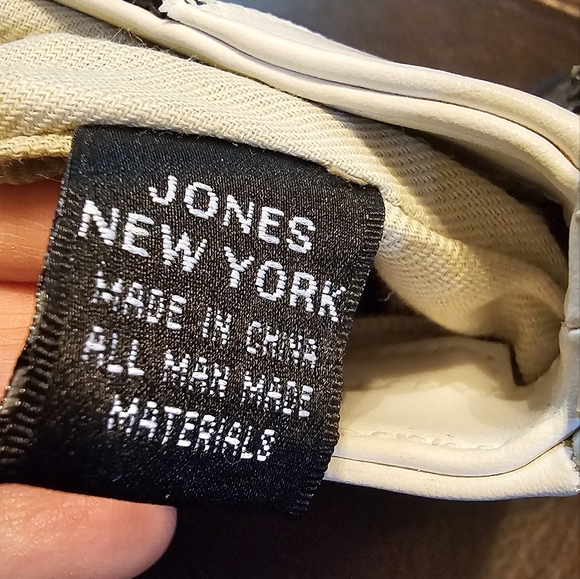 JONES
NEW YORK
MADE IN CHINA
ALL MAN MADE
MATERIALS